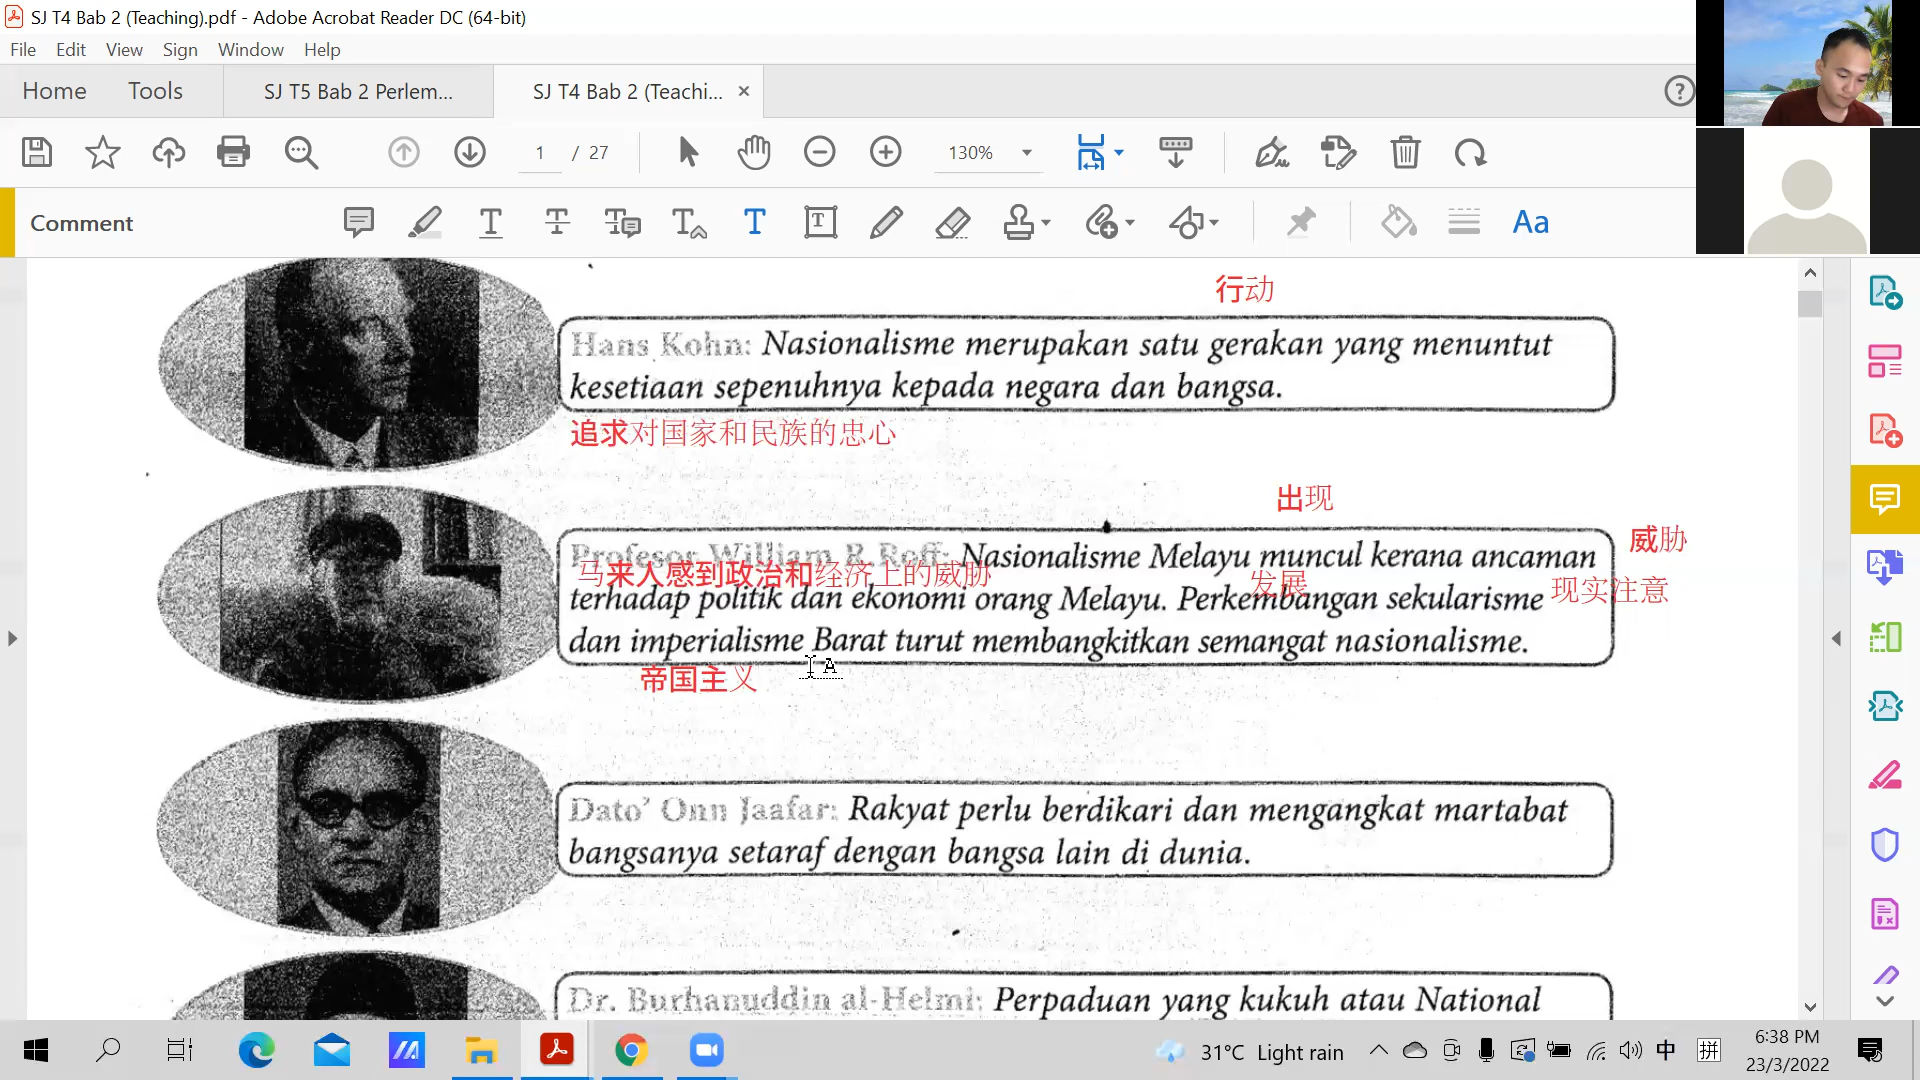 SJ T4 Bab 2 (Teaching).pdf - Adobe Acrobat Reader DC (64-bit)
File Edit View Sign Window Help
Home Tools SJ T5 Bab 2 Perlem... SJ T4 Bab 2 (Teachi... ×
1 / 27 130%
Comment
Aa
行动
Hans Kohn: Nasionalisme merupakan satu gerakan yang menuntut
kesetiaan sepenuhnya kepada negara dan bangsa.
追求对国家和民族的忠心
出现
威胁
Profesor William R.Roff: Nasionalisme Melayu muncul kerana ancaman
马来人感到政治和经济上的威胁
发展
现实注意
terhadap politik dan ekonomi orang Melayu. Perkembangan sekularisme
dan imperialisme Barat turut membangkitkan semangat nasionalisme.
帝国主义
Dato' Onn Jaafar: Rakyat perlu berdikari dan mengangkat martabat
bangsanya setaraf dengan bangsa lain di dunia.
Dr. Burhanuddin al-Helmi: Perpaduan yang kukuh atau National
31°C Light rain
中
拼
6:38 PM
23/3/2022